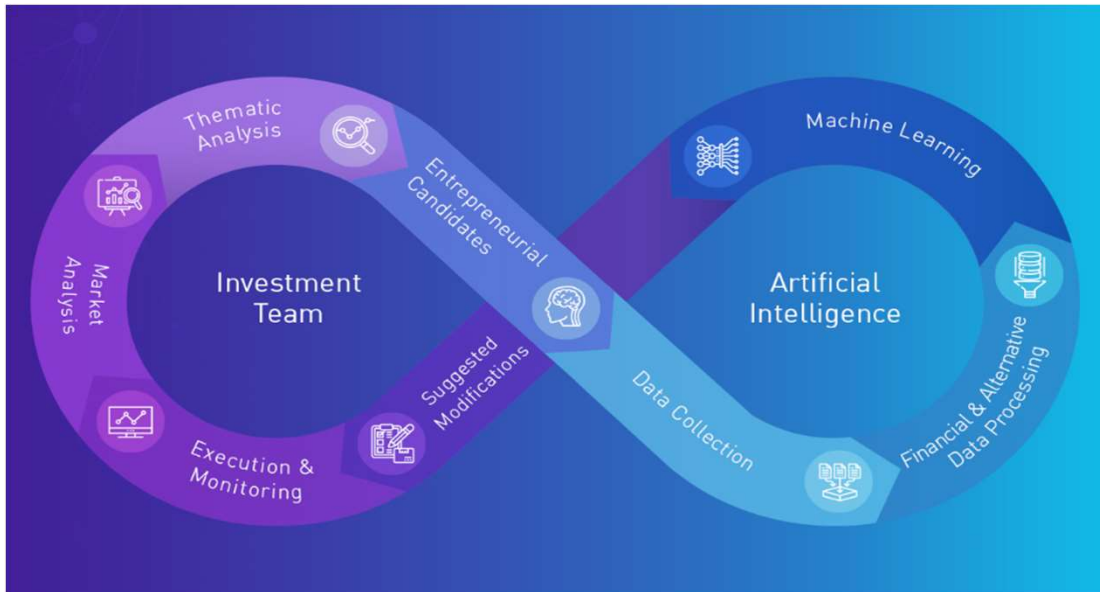 Thematic
Analysis
Entrepreneurial
Candidates
Machine Learning
Market
Analysis
Investment
Team
Artificial
Intelligence
Suggested
Modifications
Data Collection
Financial & Alternative
Data Processing
Execution &
Monitoring